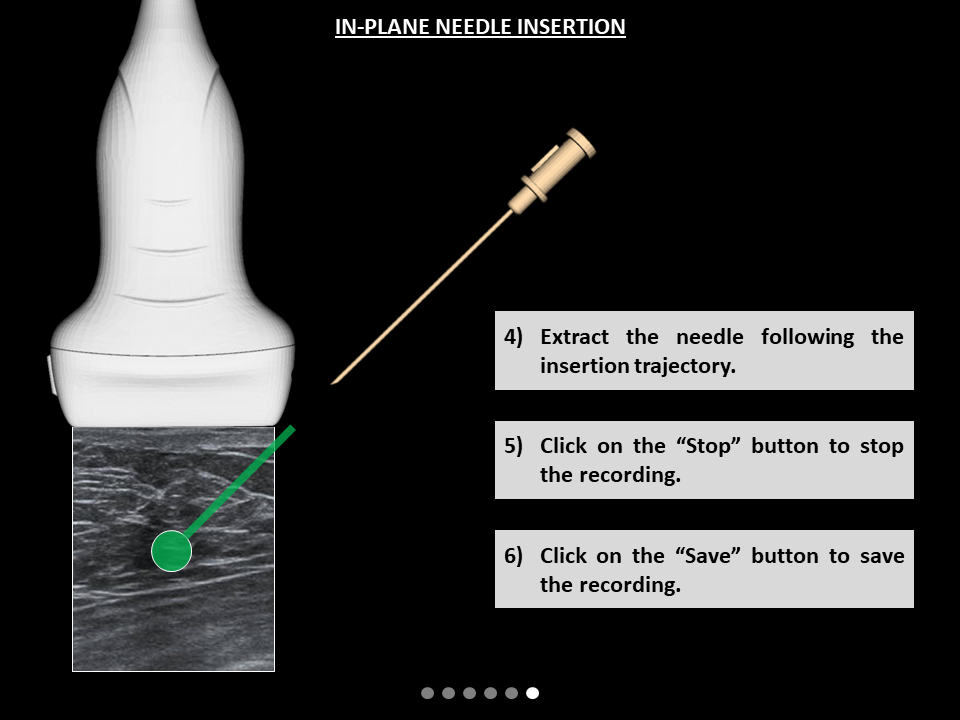 IN-PLANE NEEDLE INSERTION
4) Extract the needle following the
insertion trajectory.
5) Click on the “Stop” button to stop
the recording.
6) Click on the “Save” button to save
the recording.